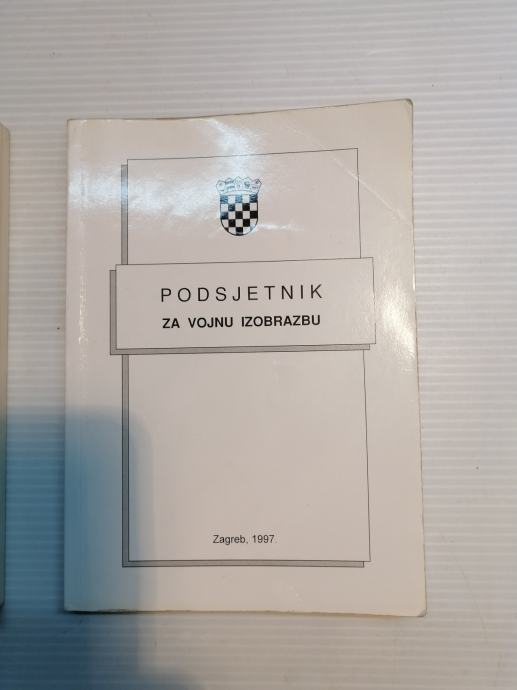 PODSJETNIK
ZA VOJNU IZOBRAZBU
Zagreb, 1997.